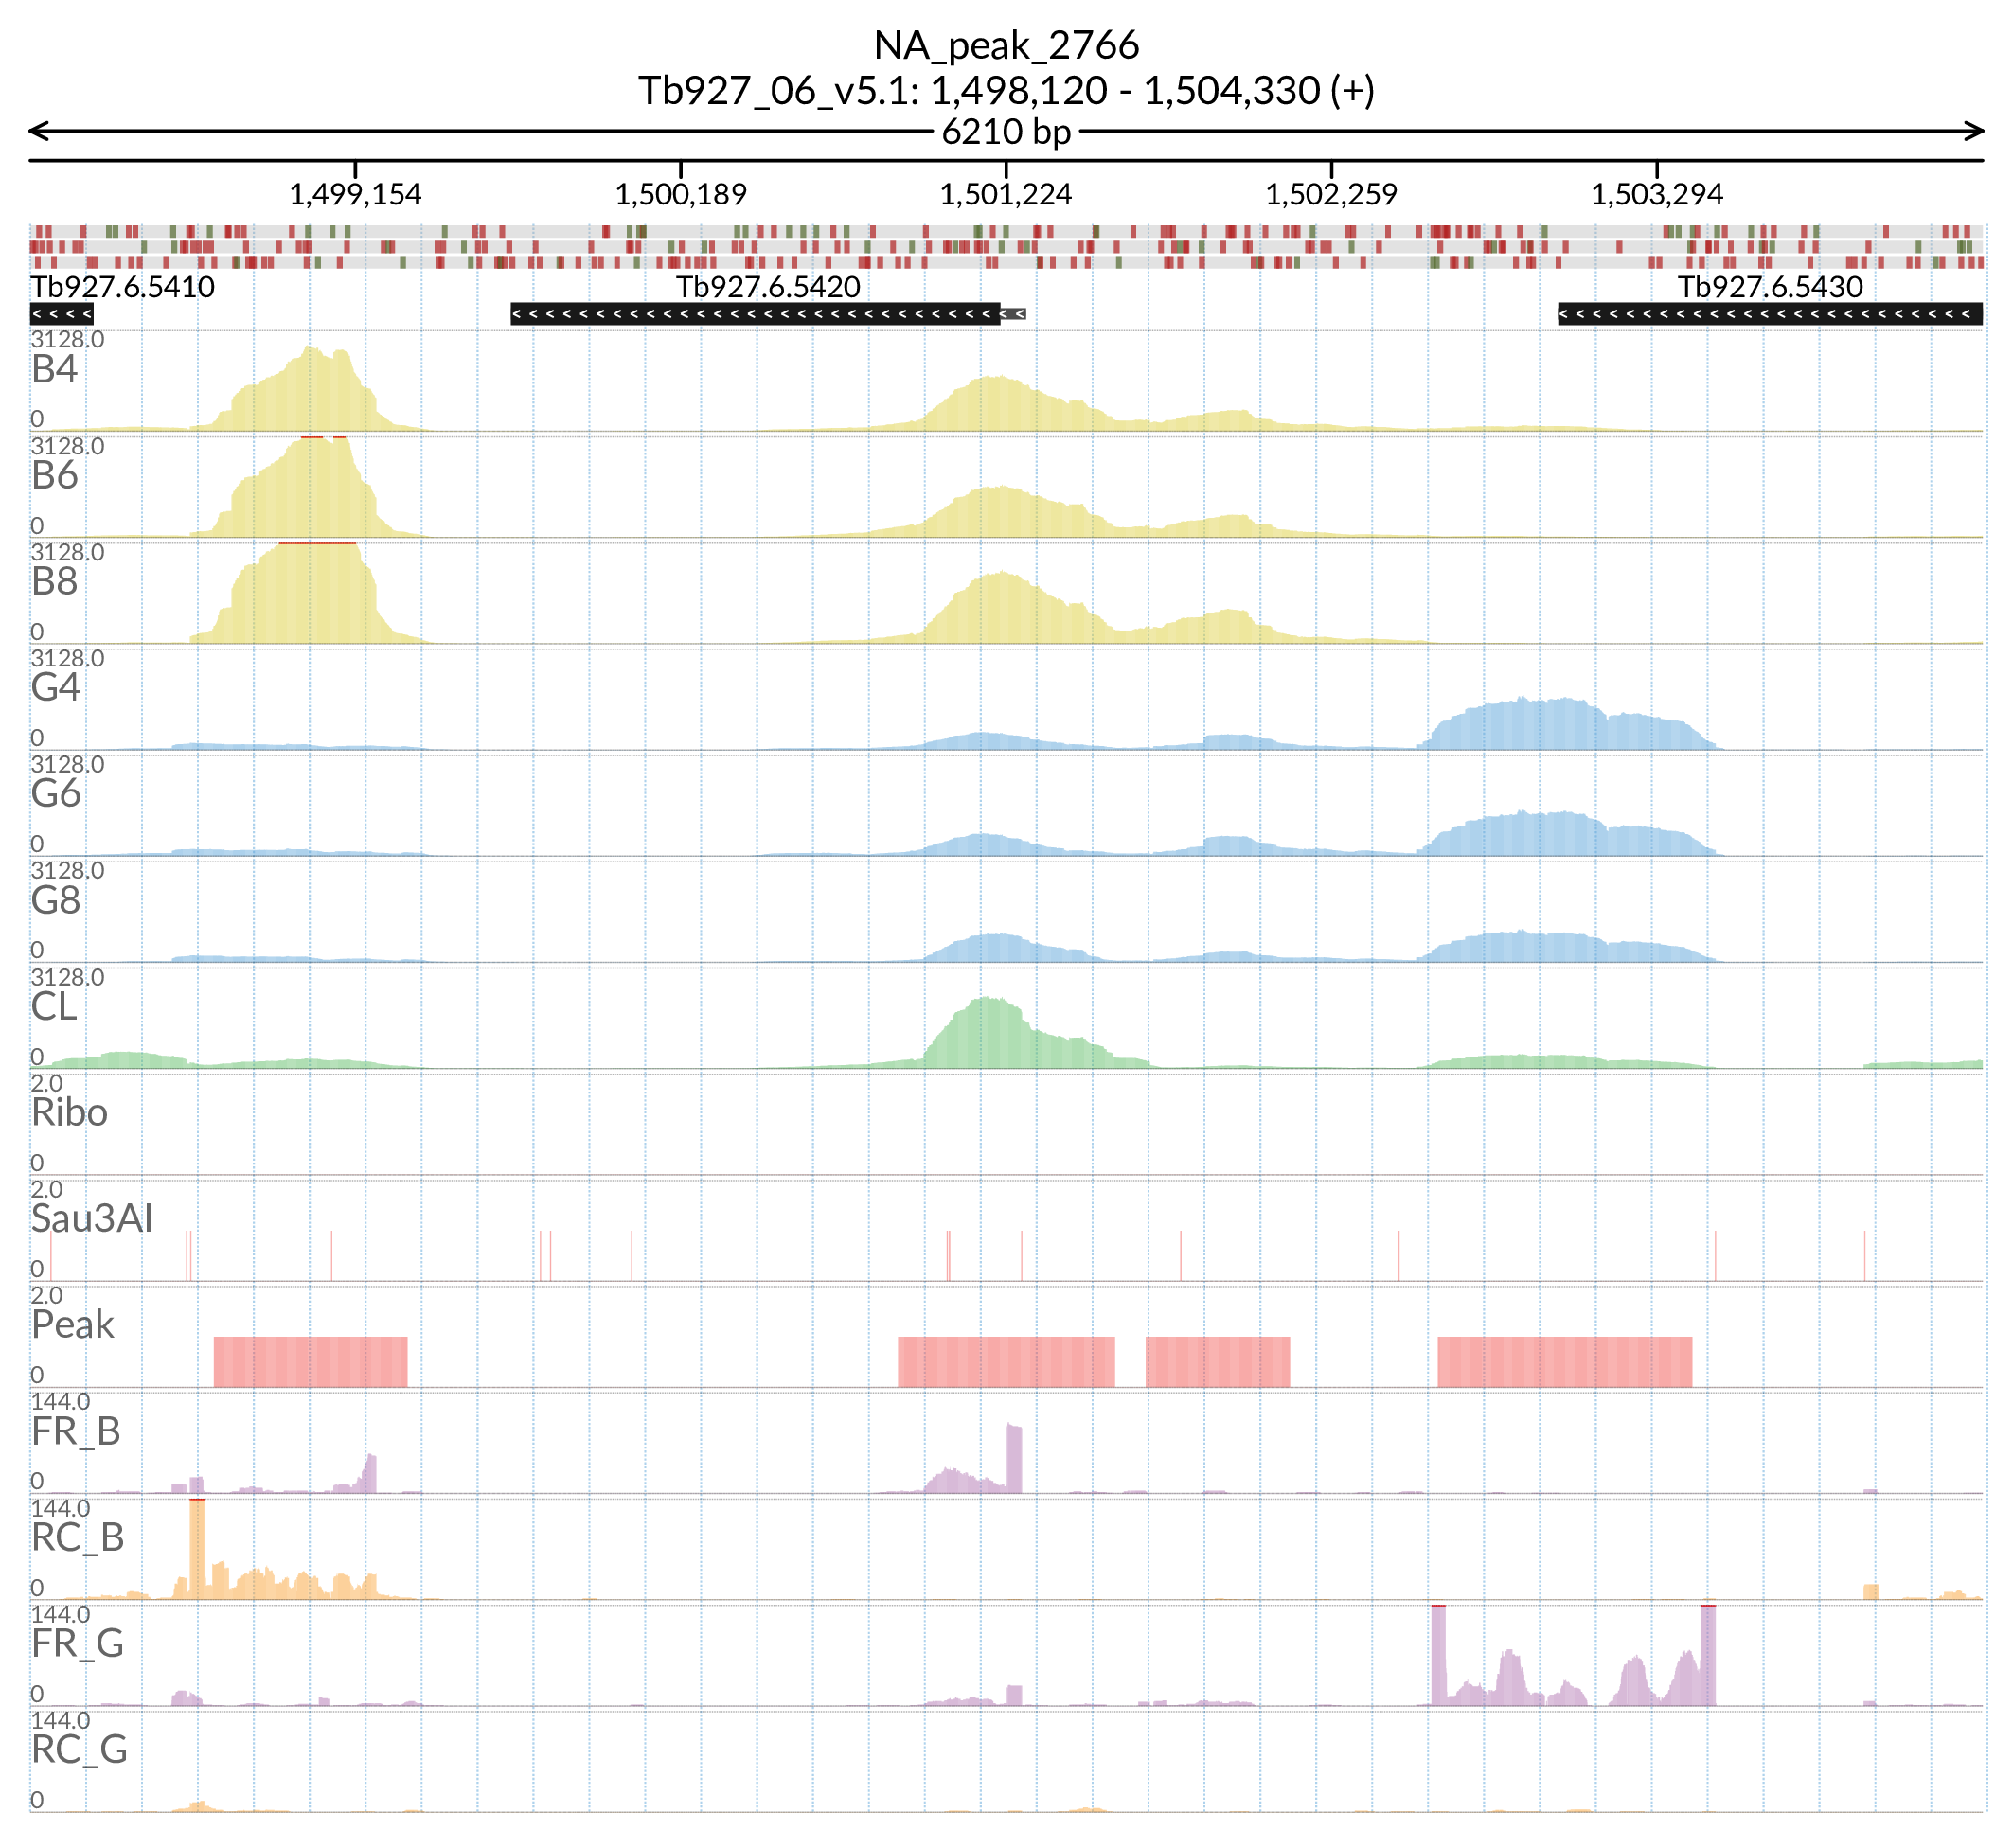 NA_peak_2766
Tb927_06_v5.1: 1,498,120 - 1,504,330 (+)
6210 bp
1,499,154 1,500,189 1,501,224 1,502,259 1,503,294
Tb927.6.5410 Tb927.6.5420 Tb927.6.5430
3128.0
B4
0
3128.0
B6
0
3128.0
B8
0
3128.0
G4
0
3128.0
G6
0
3128.0
G8
0
3128.0
CL
0
2.0
Ribo
0
2.0
Sau3AI
0
2.0
Peak
0
144.0
FR_B
0
144.0
RC_B
0
144.0
FR_G
0
144.0
RC_G
0